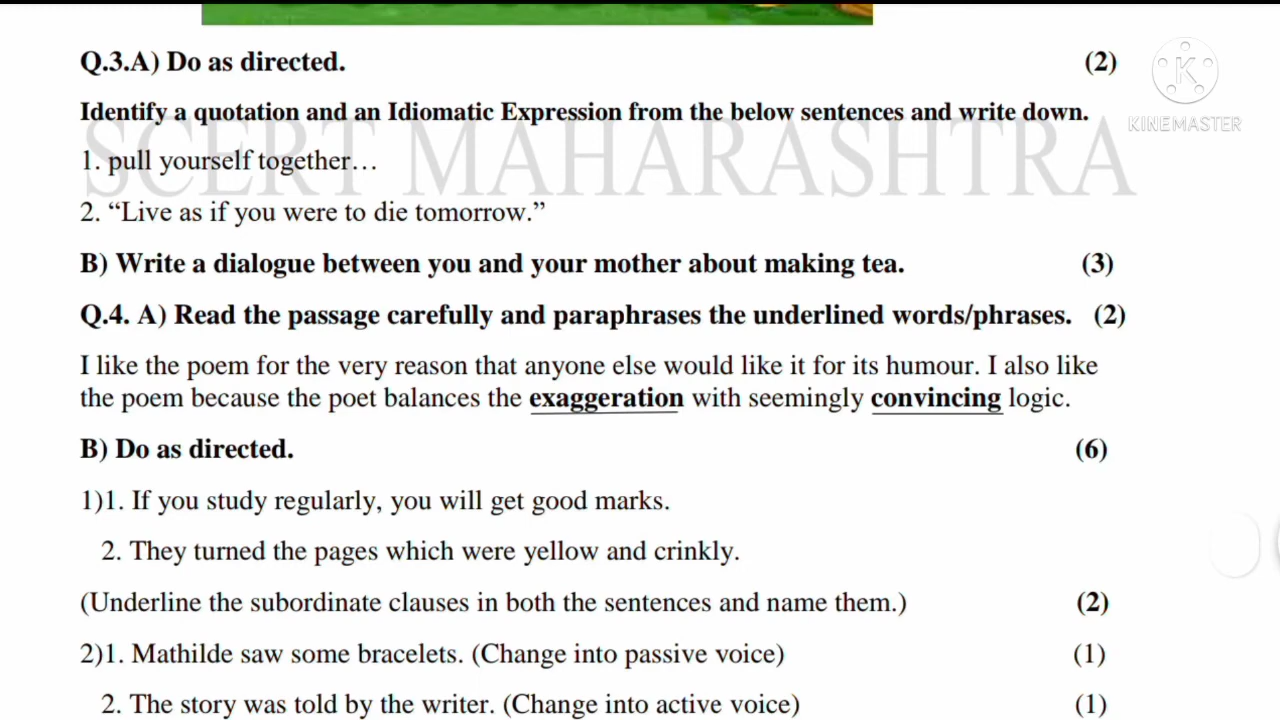 Q.3.A) Do as directed. (2)
K
KINEMASTER
Identify a quotation and an Idiomatic Expression from the below sentences and write down.
SCERT MAHARASHTRA
1. pull yourself together…
2. “Live as if you were to die tomorrow.”
B) Write a dialogue between you and your mother about making tea. (3)
Q.4. A) Read the passage carefully and paraphrases the underlined words/phrases. (2)
I like the poem for the very reason that anyone else would like it for its humour. I also like
the poem because the poet balances the exaggeration with seemingly convincing logic.
B) Do as directed. (6)
1)1. If you study regularly, you will get good marks.
2. They turned the pages which were yellow and crinkly.
(Underline the subordinate clauses in both the sentences and name them.) (2)
2)1. Mathilde saw some bracelets. (Change into passive voice) (1)
2. The story was told by the writer. (Change into active voice) (1)